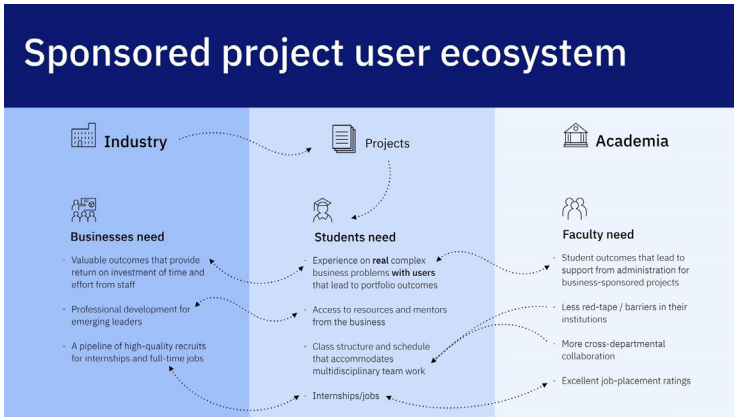 Sponsored project user ecosystem
Industry
Projects
Academia
Businesses need
- Valuable outcomes that provide
return on investment of time and
effort from staff
- Professional development for
emerging leaders
- A pipeline of high-quality recruits
for internships and full-time jobs
Students need
- Experience on real complex
business problems with users
that lead to portfolio outcomes
- Access to resources and mentors
from the business
- Class structure and schedule
that accommodates
multidisciplinary team work
- Internships/jobs
Faculty need
- Student outcomes that lead to
support from administration for
business-sponsored projects
- Less red-tape / barriers in their
institutions
- More cross-departmental
collaboration
- Excellent job-placement ratings